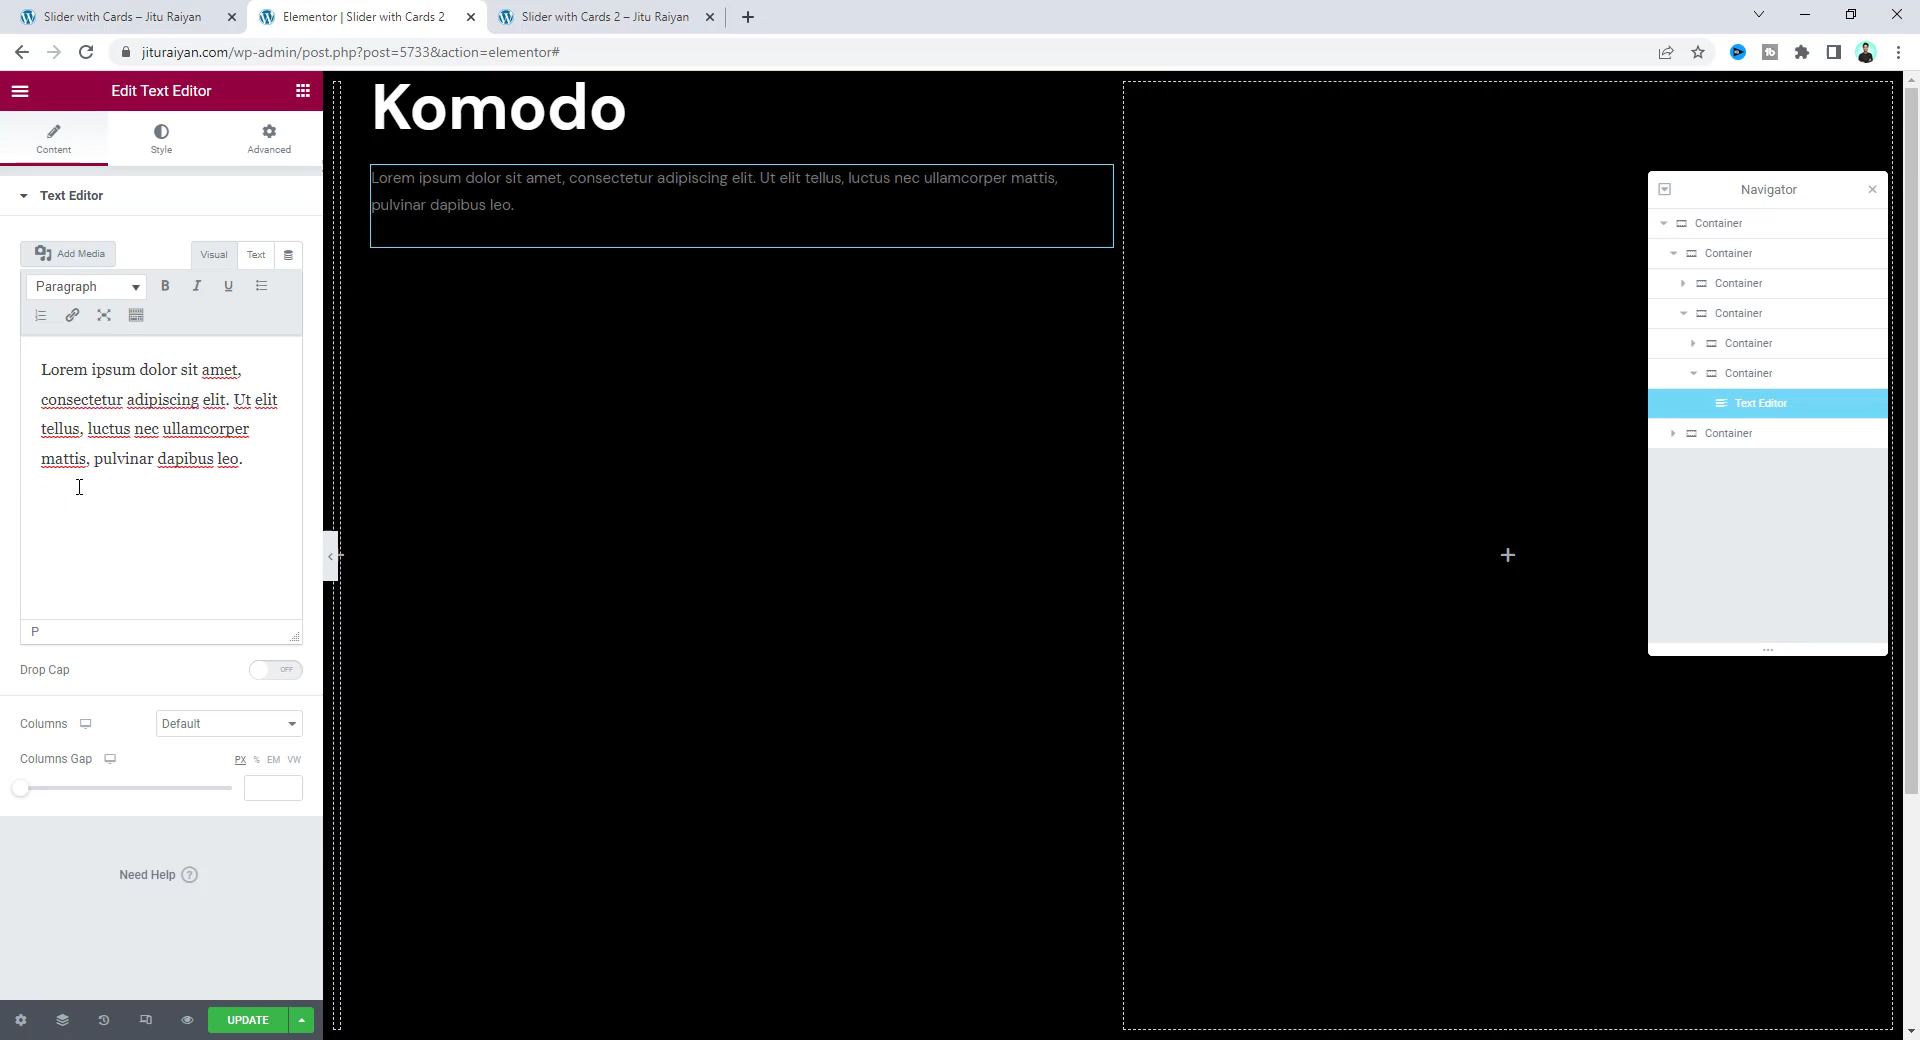 Slider with Cards – Jitu Raiyan
Elementor | Slider with Cards 2
Slider with Cards 2 – Jitu Raiyan
jituraiyan.com/wp-admin/post.php?post=5733&action=elementor#
Edit Text Editor
Content
Style
Advanced
Text Editor
Add Media
Visual
Text
Paragraph
B
I
U
Lorem ipsum dolor sit amet,
consectetur adipiscing elit. Ut elit
tellus, luctus nec ullamcorper
mattis, pulvinar dapibus leo.
P
Drop Cap
OFF
Columns
Default
Columns Gap
PX
%
EM
VW
Need Help ?
UPDATE
Komodo
Lorem ipsum dolor sit amet, consectetur adipiscing elit. Ut elit tellus, luctus nec ullamcorper mattis,
pulvinar dapibus leo.
Navigator
Container
Container
Container
Container
Container
Container
Text Editor
Container